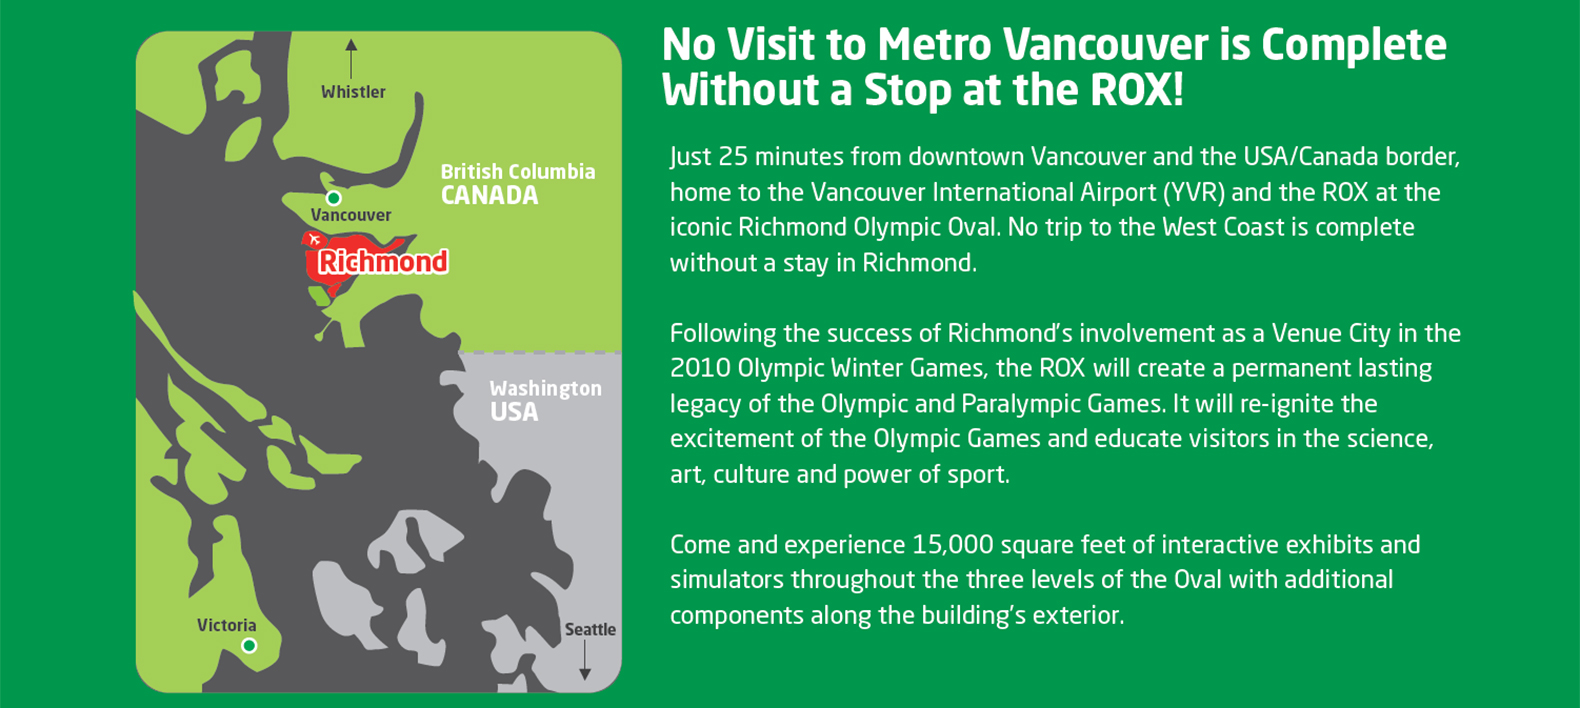 No Visit to Metro Vancouver is Complete
Without a Stop at the ROX!
Just 25 minutes from downtown Vancouver and the USA/Canada border,
home to the Vancouver International Airport (YVR) and the ROX at the
iconic Richmond Olympic Oval. No trip to the West Coast is complete
without a stay in Richmond.
Following the success of Richmond's involvement as a Venue City in the
2010 Olympic Winter Games, the ROX will create a permanent lasting
legacy of the Olympic and Paralympic Games. It will re-ignite the
excitement of the Olympic Games and educate visitors in the science,
art, culture and power of sport.
Come and experience 15,000 square feet of interactive exhibits and
simulators throughout the three levels of the Oval with additional
components along the building's exterior.
Whistler
British Columbia
CANADA
Vancouver
Richmond
Washington
USA
Victoria
Seattle